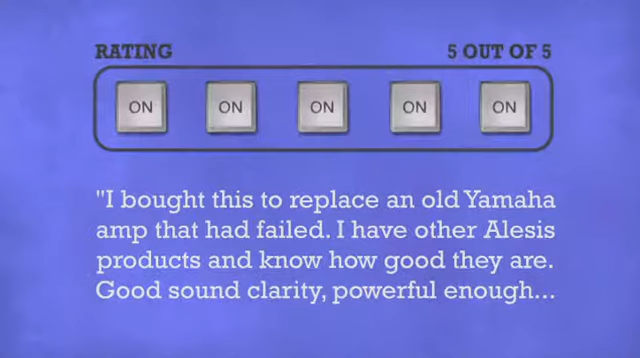 RATING 5 OUT OF 5
ON ON ON ON ON
"I bought this to replace an old Yamaha
amp that had failed. I have other Alesis
products and know how good they are.
Good sound clarity, powerful enough...